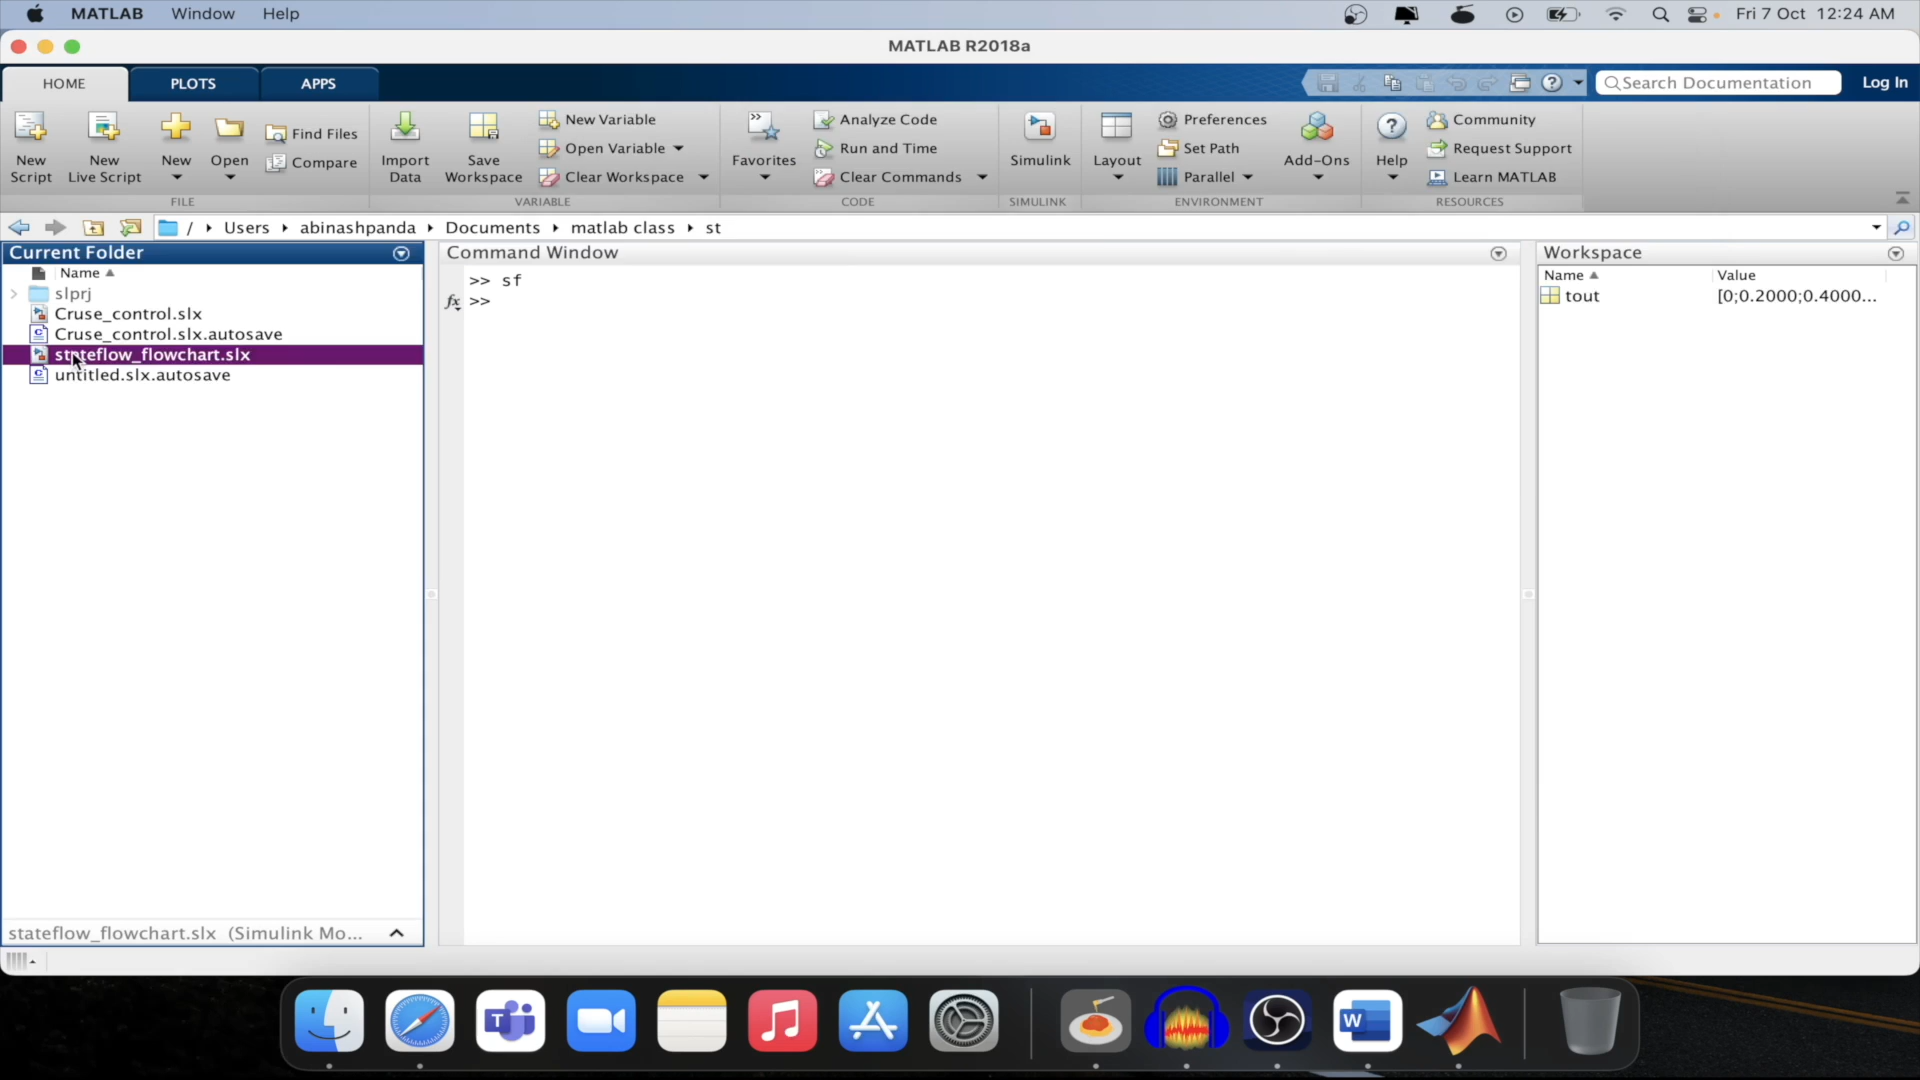 MATLAB Window Help Fri 7 Oct 12:24 AM
MATLAB R2018a
HOME PLOTS APPS Search Documentation Log In
New Script
New Live Script
New
Open
Find Files
Compare
FILE
Import Data
Save Workspace
New Variable
Open Variable
Clear Workspace
VARIABLE
Favorites
Analyze Code
Run and Time
Clear Commands
CODE
Simulink
SIMULINK
Layout
Preferences
Set Path
Parallel
Add-Ons
ENVIRONMENT
Help
Community
Request Support
Learn MATLAB
RESOURCES
/ Users abinashpanda Documents matlab class st
Current Folder
Name
slprj
Cruse_control.slx
Cruse_control.slx.autosave
stateflow_flowchart.slx
untitled.slx.autosave
stateflow_flowchart.slx (Simulink Mo...
Command Window
>> sf
fx >>
Workspace
Name Value
tout [0;0.2000;0.4000...
T
W